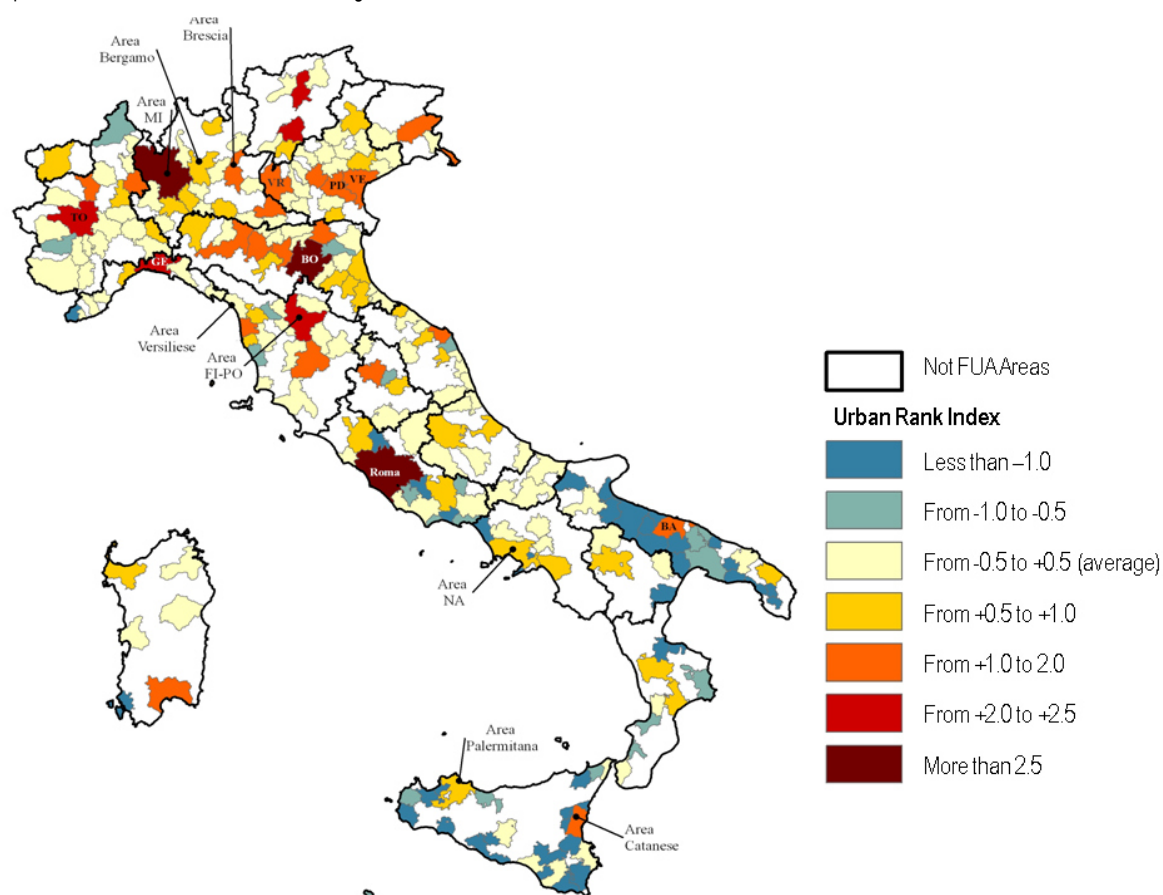 Area
Brescia
Area
Bergamo
Area
MI
VR
PD
VE
TO
GE
BO
Area
Versiliese
Area
FI-PO
Roma
BA
Area
NA
Area
Palermitana
Area
Catanese
Not FUA Areas
Urban Rank Index
Less than –1.0
From -1.0 to -0.5
From -0.5 to +0.5 (average)
From +0.5 to +1.0
From +1.0 to 2.0
From +2.0 to +2.5
More than 2.5